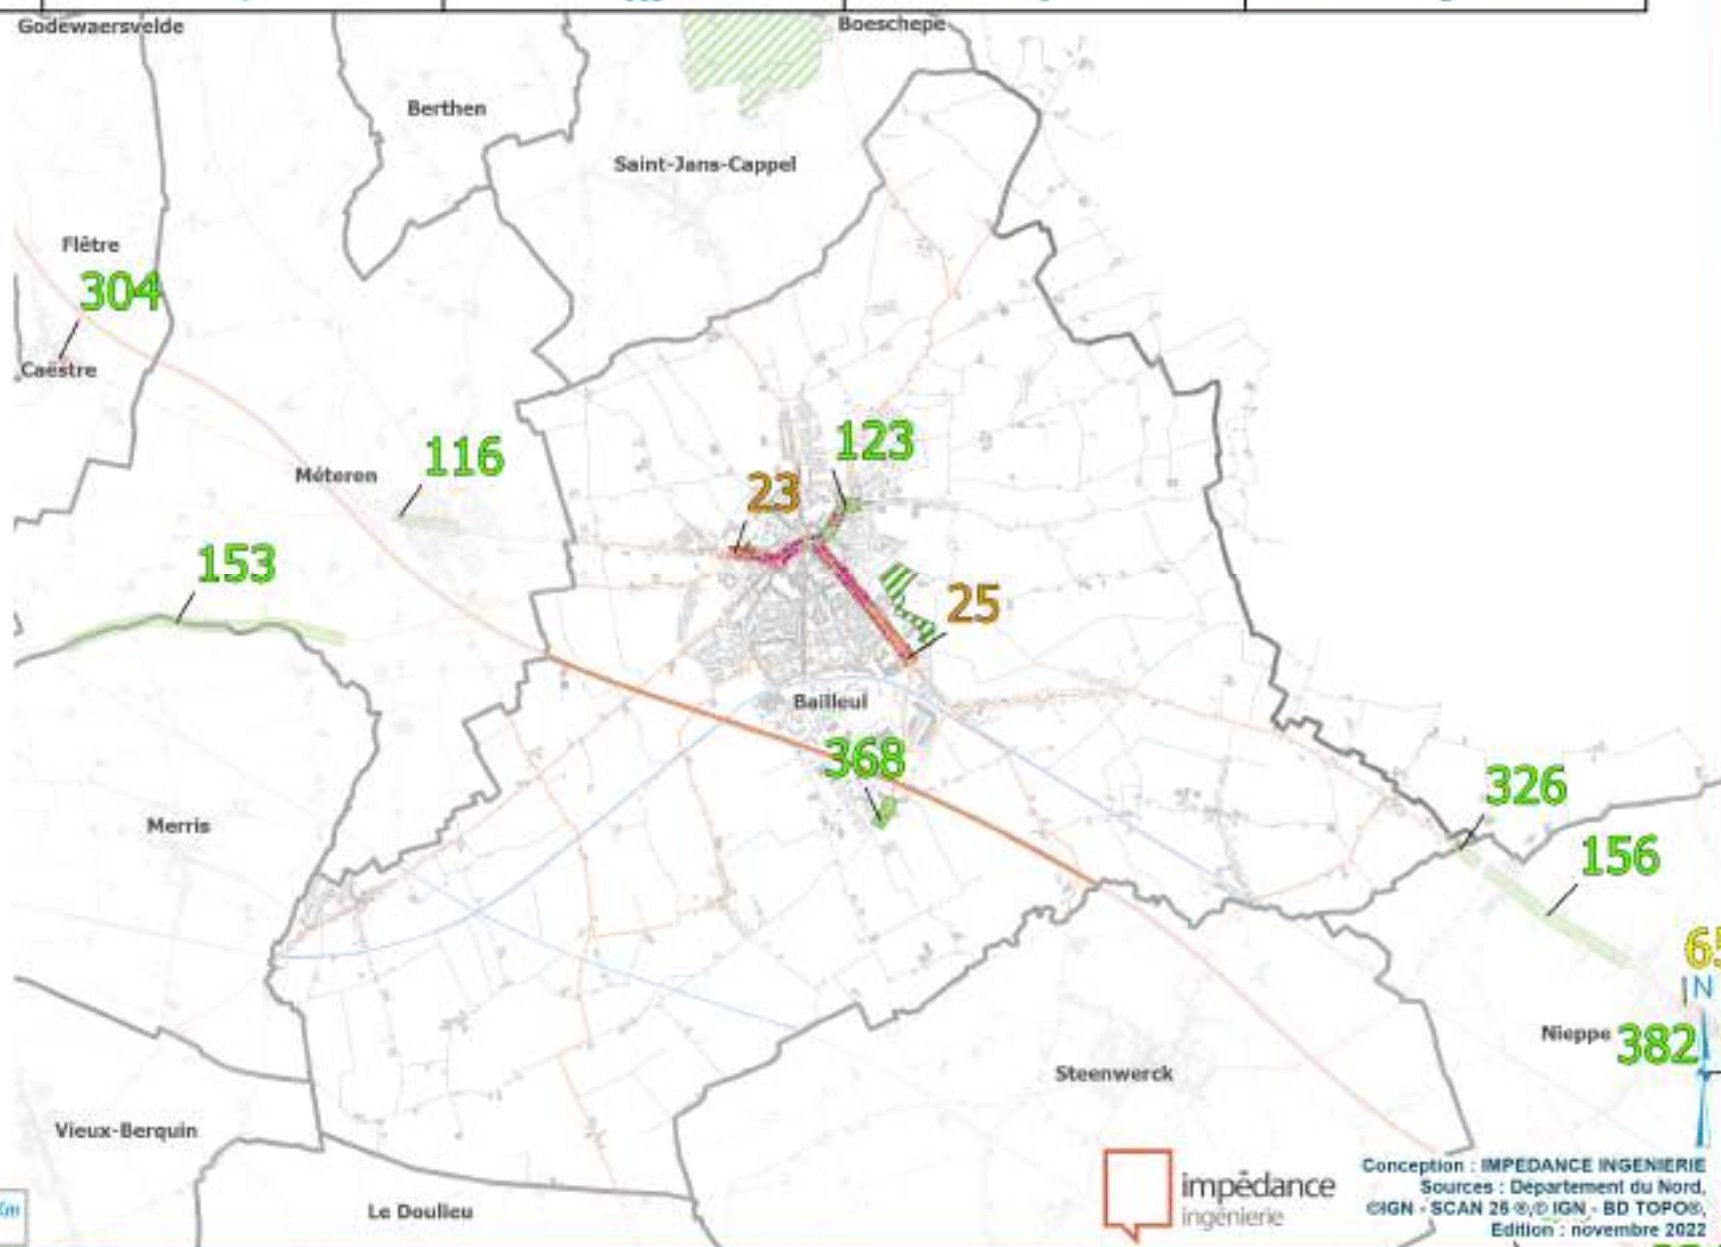 Godewaersvelde
Boeschepe
Berthen
Saint-Jans-Cappel
Flêtre
304
Caëstre
123
116
Méteren
23
153
25
Bailleul
368
326
Merris
156
65
N
Nieppe 382
Steenwerck
Vieux-Berquin
Conception : IMPEDANCE INGENIERIE
impédance
Sources : Département du Nord,
Km
Le Doulieu
©IGN - SCAN 25 ®,© IGN - BD TOPO®,
ingénierie
Edition : novembre 2022